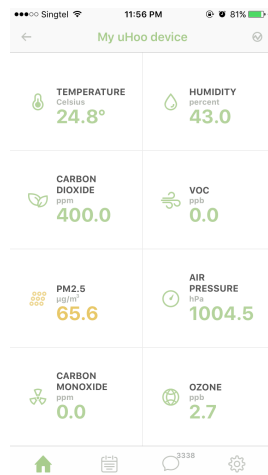 Singtel 11:56 PM 81%
My uHoo device
TEMPERATURE
Celsius
24.8°
HUMIDITY
percent
43.0
CARBON
DIOXIDE
ppm
400.0
VOC
ppb
0.0
PM2.5
µg/m³
65.6
AIR
PRESSURE
hPa
1004.5
CARBON
MONOXIDE
ppm
0.0
OZONE
ppb
2.7
3338